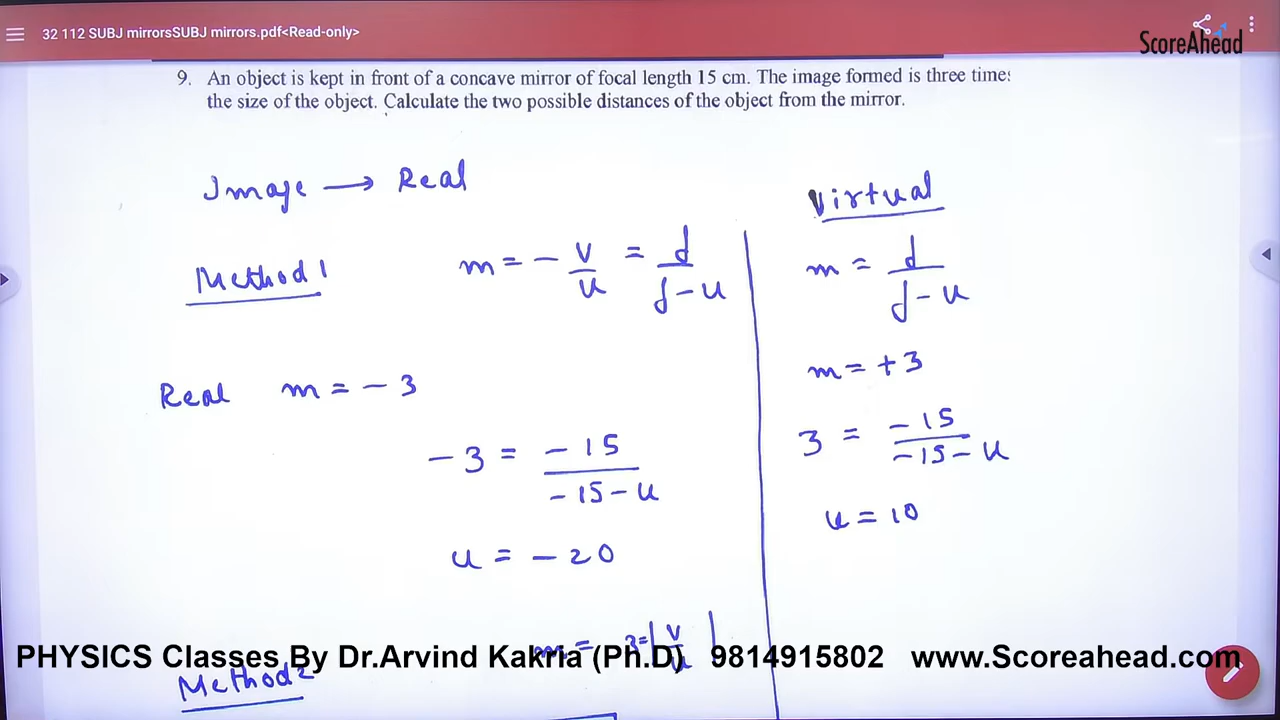 32 112 SUBJ mirrorsSUBJ mirrors.pdf<Read-only>
ScoreAhead
9. An object is kept in front of a concave mirror of focal length 15 cm. The image formed is three times
the size of the object. Calculate the two possible distances of the object from the mirror.
Image → Real
Method 1
m = - v/u = f/(f - u)
Real m = - 3
- 3 = - 15/(- 15 - u)
u = - 20
Virtual
m = f/(f - u)
m = + 3
3 = - 15/(- 15 - u)
u = 10
PHYSICS Classes By Dr.Arvind Kakria (Ph.D) 9814915802 www.Scoreahead.com
Method 2